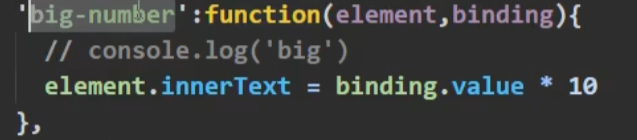 'big-number':function(element,binding){
// console.log('big')
element.innerText = binding.value * 10
},